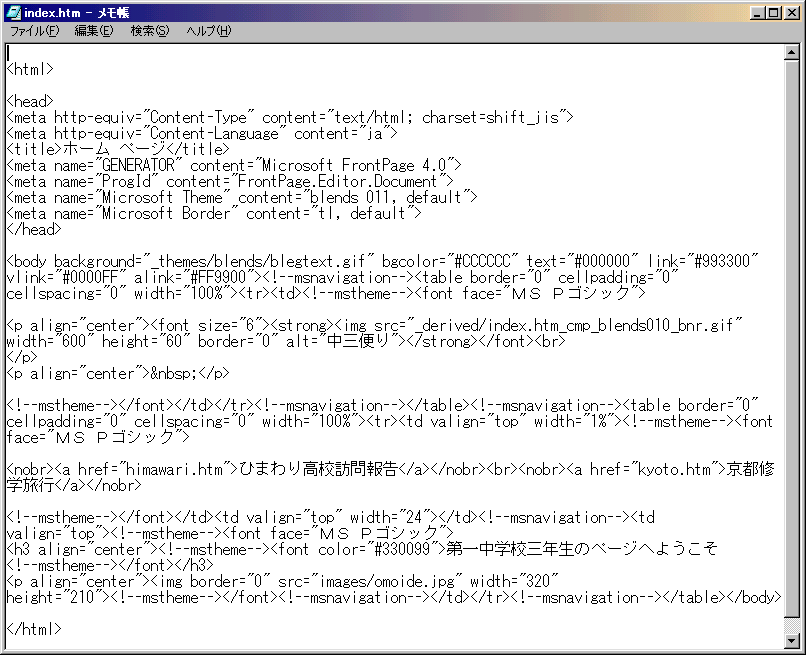 index.htm - メモ帳
ファイル(F) 編集(E) 検索(S) ヘルプ(H)
<html>
<head>
<meta http-equiv="Content-Type" content="text/html; charset=shift_jis">
<meta http-equiv="Content-Language" content="ja">
<title>ホーム ページ</title>
<meta name="GENERATOR" content="Microsoft FrontPage 4.0">
<meta name="ProgId" content="FrontPage.Editor.Document">
<meta name="Microsoft Theme" content="blends 011, default">
<meta name="Microsoft Border" content="tl, default">
</head>
<body background="_themes/blends/blegtext.gif" bgcolor="#CCCCCC" text="#000000" link="#993300"
vlink="#0000FF" alink="#FF9900"><!--msnavigation--><table border="0" cellpadding="0"
cellspacing="0" width="100%"><tr><td><!--mstheme--><font face="ＭＳ Ｐゴシック">
<p align="center"><font size="6"><strong><img src="_derived/index.htm_cmp_blends010_bnr.gif"
width="600" height="60" border="0" alt="中三便り"></strong></font><br>
</p>
<p align="center">&nbsp;</p>
<!--mstheme--></font></td></tr><!--msnavigation--></table><!--msnavigation--><table border="0"
cellpadding="0" cellspacing="0" width="100%"><tr><td valign="top" width="1%"><!--mstheme--><font
face="ＭＳ Ｐゴシック">
<nobr><a href="himawari.htm">ひまわり高校訪問報告</a></nobr><br><nobr><a href="kyoto.htm">京都修
学旅行</a></nobr>
<!--mstheme--></font></td><td valign="top" width="24"></td><!--msnavigation--><td
valign="top"><!--mstheme--><font face="ＭＳ Ｐゴシック">
<h3 align="center"><!--mstheme--><font color="#330099">第一中学校三年生のページへようこそ
<!--mstheme--></font></h3>
<p align="center"><img border="0" src="images/omoide.jpg" width="320"
height="210"><!--mstheme--></font><!--msnavigation--></td></tr><!--msnavigation--></table></body>
</html>